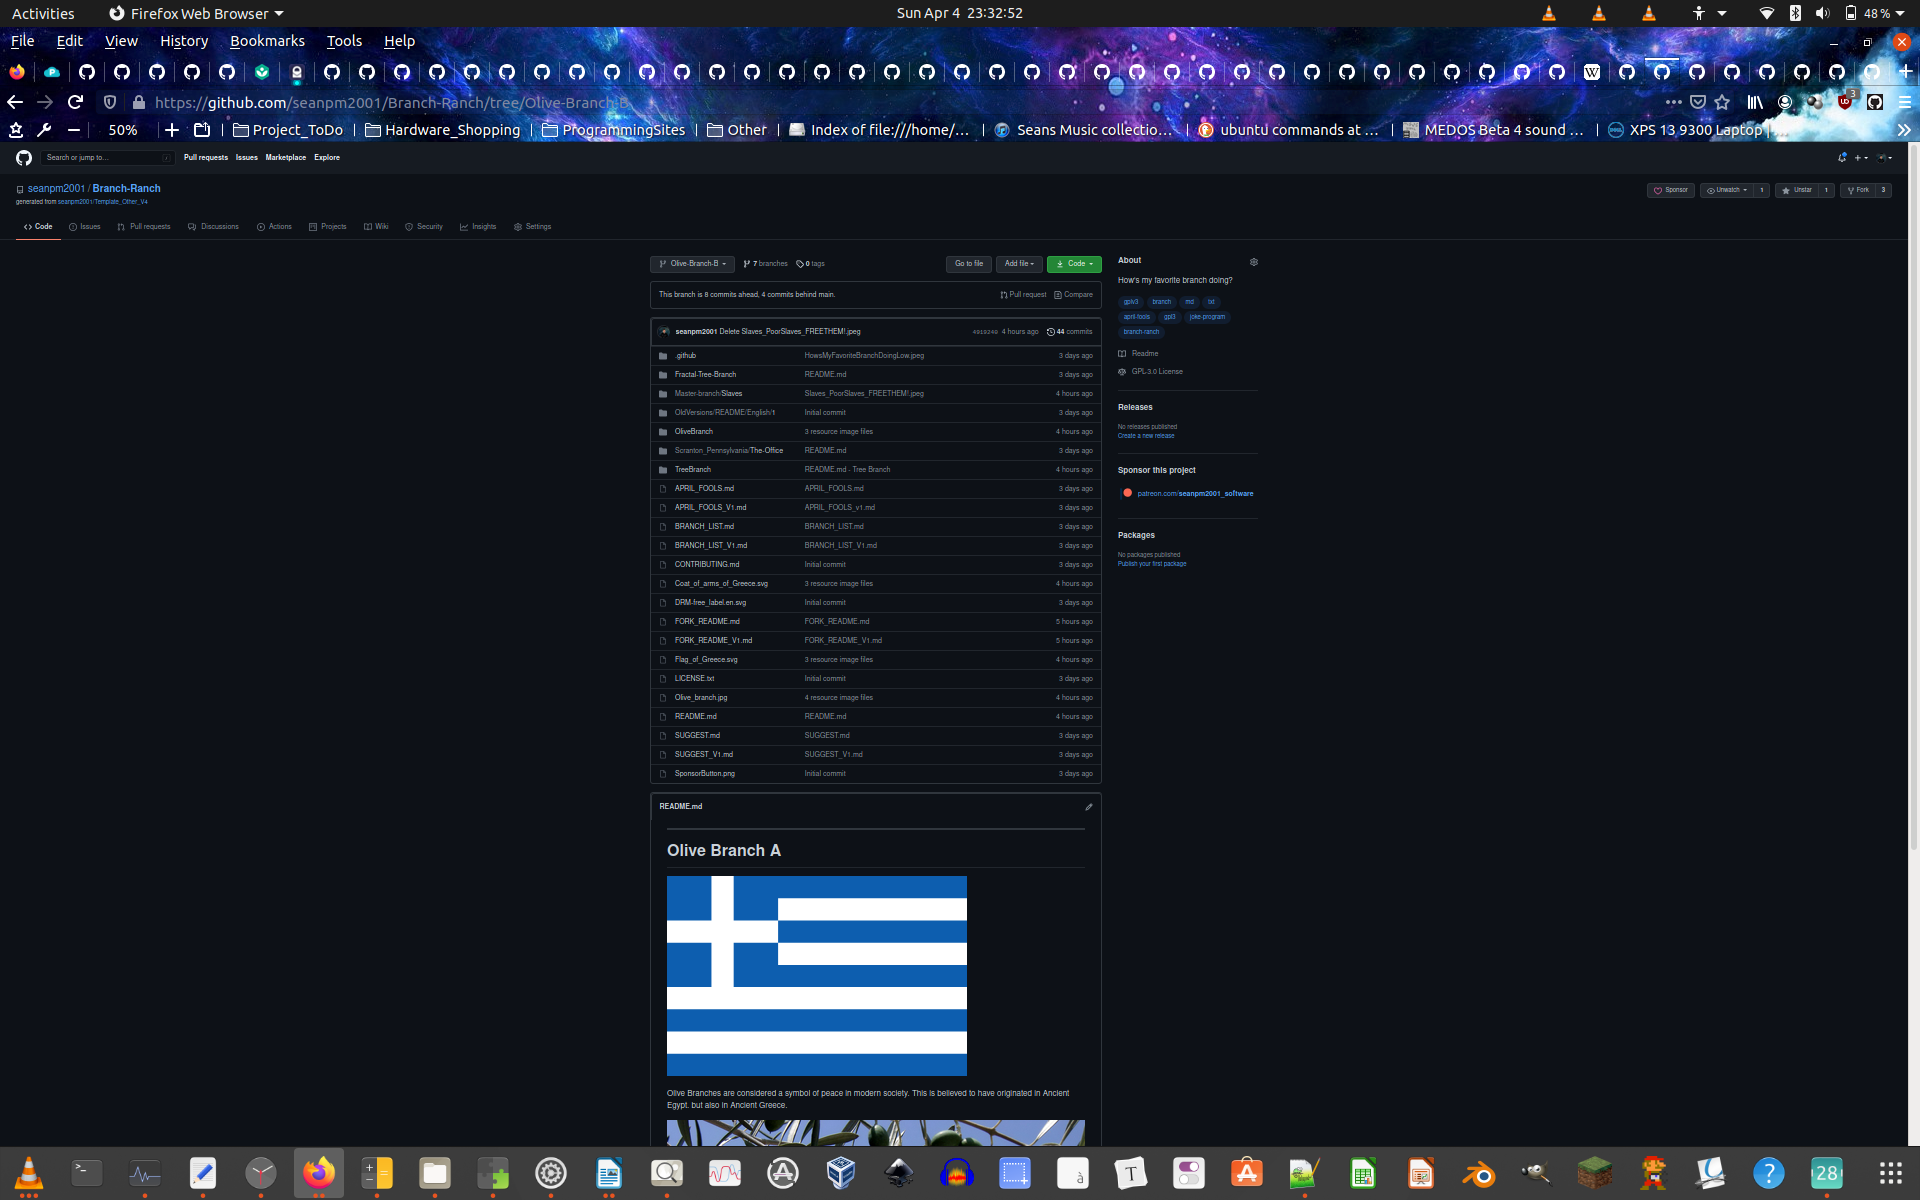 Activities Firefox Web Browser Sun Apr 4 23:32:52 48 %
File Edit View History Bookmarks Tools Help
https://github.com/seanpm2001/Branch-Ranch/tree/Olive-Branch-B 3
50% Project_ToDo Hardware_Shopping ProgrammingSites Other Index of file:///home/... Seans Music collectio... ubuntu commands at ... MEDOS Beta 4 sound ... XPS 13 9300 Laptop | ...
Search or jump to... / Pull requests Issues Marketplace Explore
seanpm2001 / Branch-Ranch Sponsor Unwatch 1 Unstar 1 Fork 3
generated from seanpm2001/Template_Other_V4
Code Issues Pull requests Discussions Actions Projects Wiki Security Insights Settings
Olive-Branch-B 7 branches 0 tags Go to file Add file Code
This branch is 8 commits ahead, 4 commits behind main. Pull request Compare
seanpm2001 Delete Slaves_PoorSlaves_FREETHEM!.jpeg 4 hours ago 44 commits
.github HowsMyFavoriteBranchDoingLow.jpeg 3 days ago
Fractal-Tree-Branch README.md 3 days ago
Master-branch/Slaves Slaves_PoorSlaves_FREETHEM!.jpeg 4 hours ago
OldVersions/README/English/1 Initial commit 3 days ago
OliveBranch 3 resource image files 4 hours ago
Scranton_Pennsylvania/The-Office README.md 3 days ago
TreeBranch README.md - Tree Branch 4 hours ago
APRIL_FOOLS.md APRIL_FOOLS.md 3 days ago
APRIL_FOOLS_V1.md APRIL_FOOLS_v1.md 3 days ago
BRANCH_LIST.md BRANCH_LIST.md 3 days ago
BRANCH_LIST_V1.md BRANCH_LIST_V1.md 3 days ago
CONTRIBUTING.md Initial commit 3 days ago
Coat_of_arms_of_Greece.svg 3 resource image files 4 hours ago
DRM-free_label.en.svg Initial commit 3 days ago
FORK_README.md FORK_README.md 5 hours ago
FORK_README_V1.md FORK_README_V1.md 5 hours ago
Flag_of_Greece.svg 3 resource image files 4 hours ago
LICENSE.txt Initial commit 3 days ago
Olive_branch.jpg 4 resource image files 4 hours ago
README.md README.md 4 hours ago
SUGGEST.md SUGGEST.md 3 days ago
SUGGEST_V1.md SUGGEST_V1.md 3 days ago
SponsorButton.png Initial commit 3 days ago
About
How's my favorite branch doing?
gplv3 branch md txt
april-fools gpl3 joke-program
branch-ranch
Readme
GPL-3.0 License
Releases
No releases published
Create a new release
Sponsor this project
patreon.com/seanpm2001_software
Packages
No packages published
Publish your first package
README.md
Olive Branch A
Olive Branches are considered a symbol of peace in modern society. This is believed to have originated in Ancient
Egypt. but also in Ancient Greece.
28